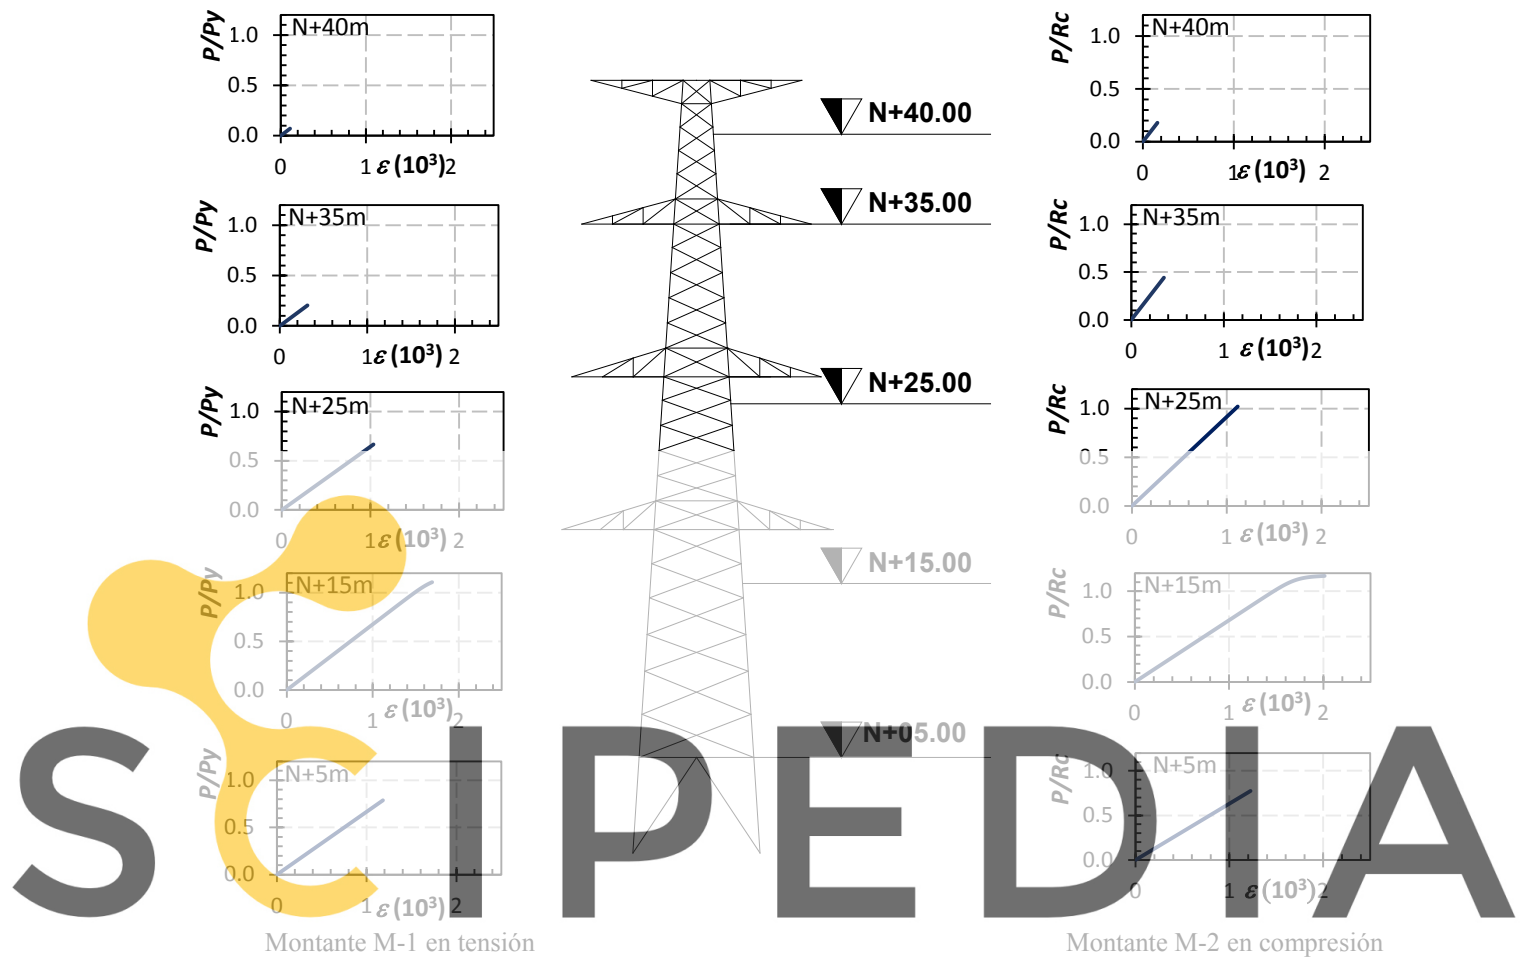 P/Py
N+40m
1.0
0.5
0.0
0
1
ε (10³)
2
P/Py
N+35m
1.0
0.5
0.0
0
1
ε (10³)
2
P/Py
N+25m
1.0
0.5
0.0
0
1
ε (10³)
2
P/Py
N+15m
1.0
0.5
0.0
0
1
ε (10³)
2
P/Py
N+5m
1.0
0.5
0.0
0
1
ε (10³)
2
Montante M-1 en tensión
N+40.00
N+35.00
N+25.00
N+15.00
N+05.00
P/Rc
N+40m
1.0
0.5
0.0
0
1
ε (10³)
2
P/Rc
N+35m
1.0
0.5
0.0
0
1
ε (10³)
2
P/Rc
N+25m
1.0
0.5
0.0
0
1
ε (10³)
2
P/Rc
N+15m
1.0
0.5
0.0
0
1
ε (10³)
2
P/Rc
N+5m
1.0
0.5
0.0
0
1
ε (10³)
2
Montante M-2 en compresión
SCIPEDIA